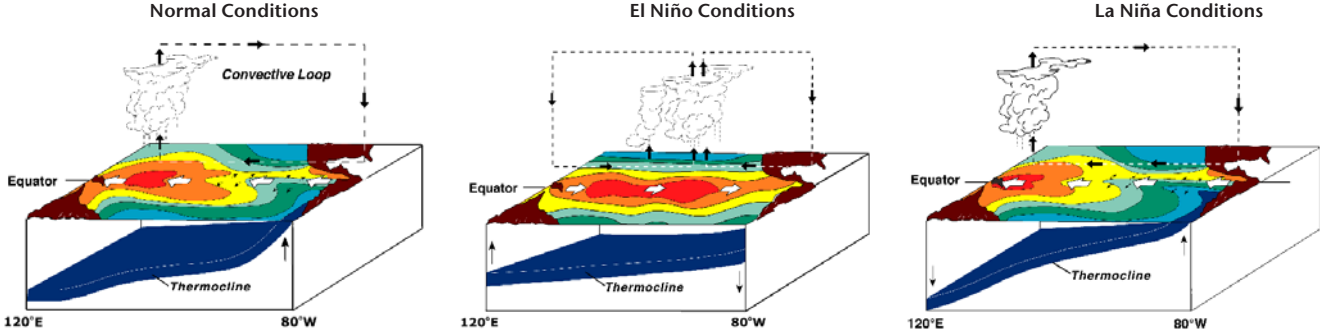 Normal Conditions
Convective Loop
Equator
Thermocline
120°E
80°W
El Niño Conditions
Equator
Thermocline
120°E
80°W
La Niña Conditions
Equator
Thermocline
120°E
80°W